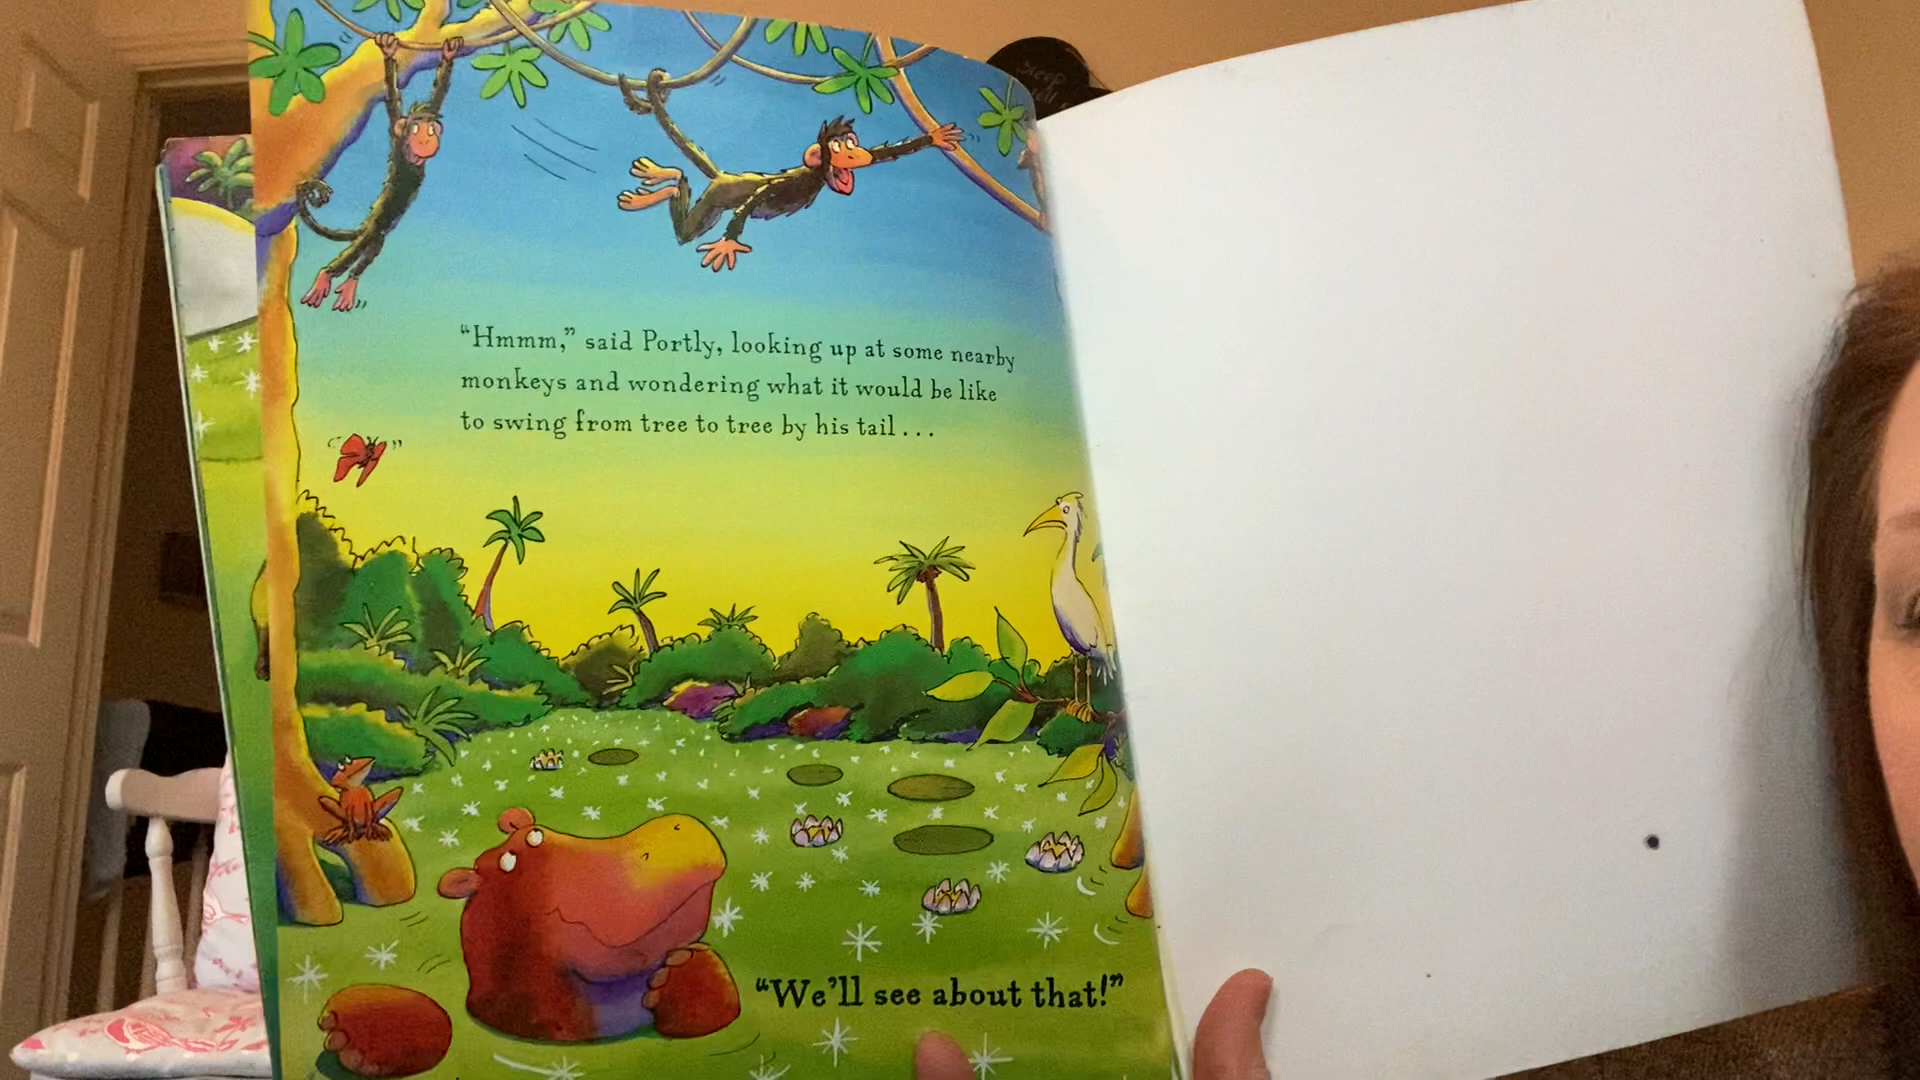 Sleep
“Hmmm,” said Portly, looking up at some nearby
monkeys and wondering what it would be like
to swing from tree to tree by his tail . . .
“We’ll see about that!”